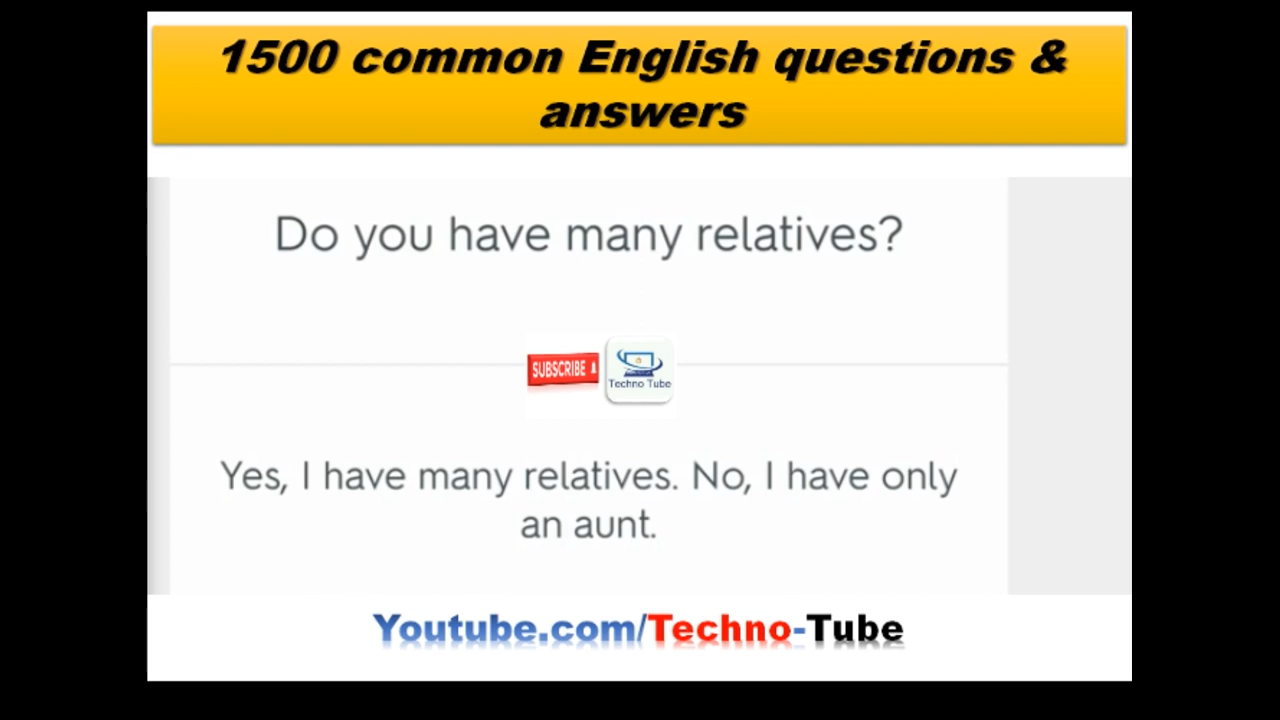 1500 common English questions &
answers
Do you have many relatives?
SUBSCRIBE
Techno Tube
Yes, I have many relatives. No, I have only
an aunt.
Youtube.com/Techno-Tube